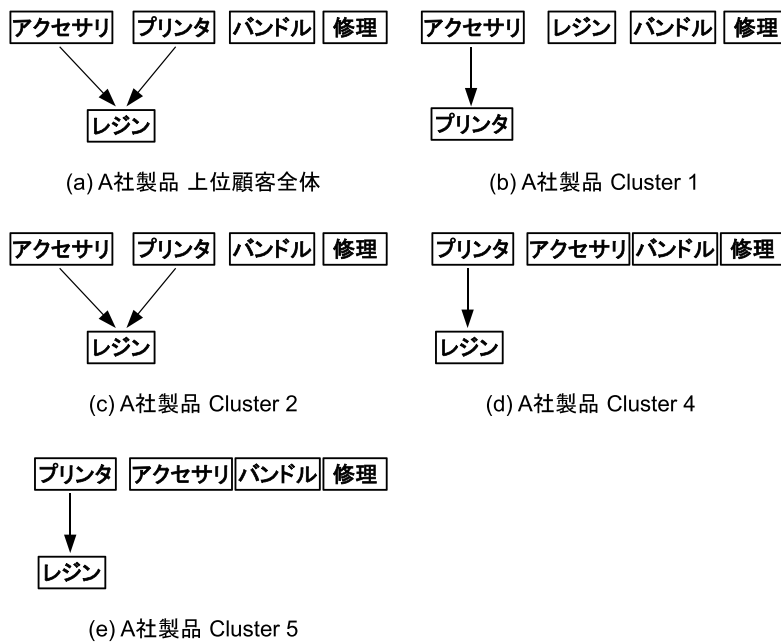 アクセサリ プリンタ バンドル 修理
レジン
(a) A社製品 上位顧客全体
アクセサリ レジン バンドル 修理
プリンタ
(b) A社製品 Cluster 1
アクセサリ プリンタ バンドル 修理
レジン
(c) A社製品 Cluster 2
プリンタ アクセサリ バンドル 修理
レジン
(d) A社製品 Cluster 4
プリンタ アクセサリ バンドル 修理
レジン
(e) A社製品 Cluster 5